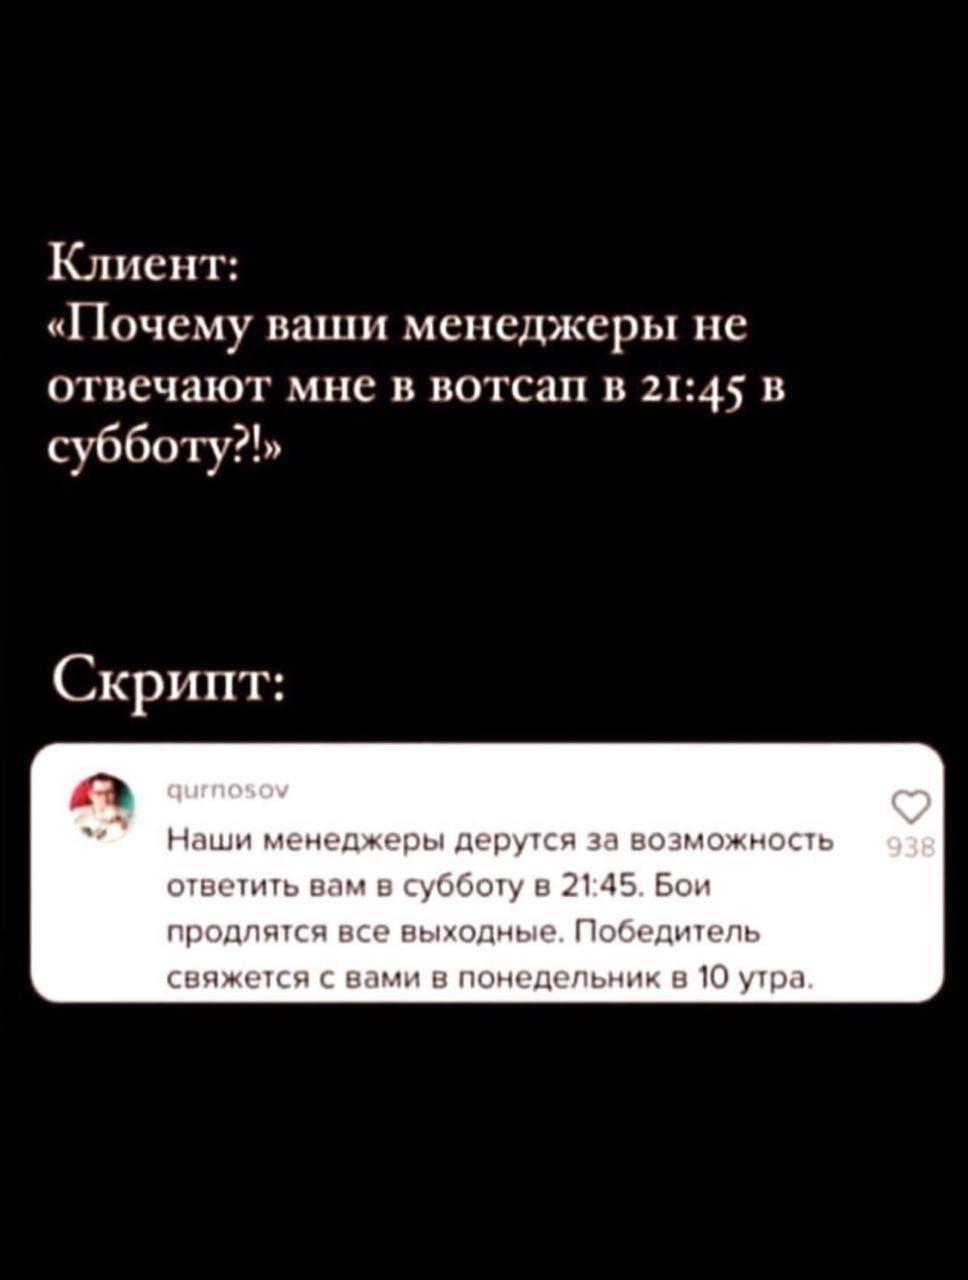 Клиент:
«Почему ваши менеджеры не
отвечают мне в вотсап в 21:45 в
субботу?!»
Скрипт:
qurnosov
Наши менеджеры дерутся за возможность
ответить вам в субботу в 21:45. Бои
продлятся все выходные. Победитель
свяжется с вами в понедельник в 10 утра.
938